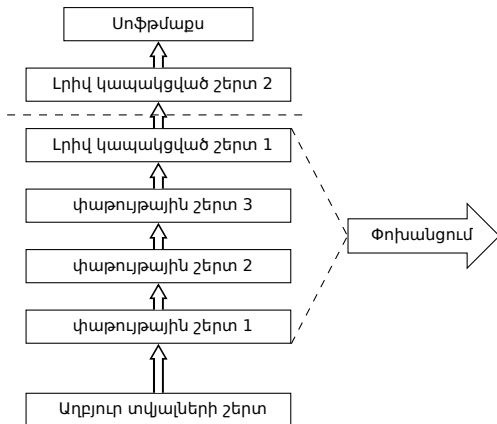 Սոֆթմաքս
Լրիվ կապակցված շերտ 2
Լրիվ կապակցված շերտ 1
փաթույթային շերտ 3
Փոխանցում
փաթույթային շերտ 2
փաթույթային շերտ 1
Աղբյուր տվյալների շերտ